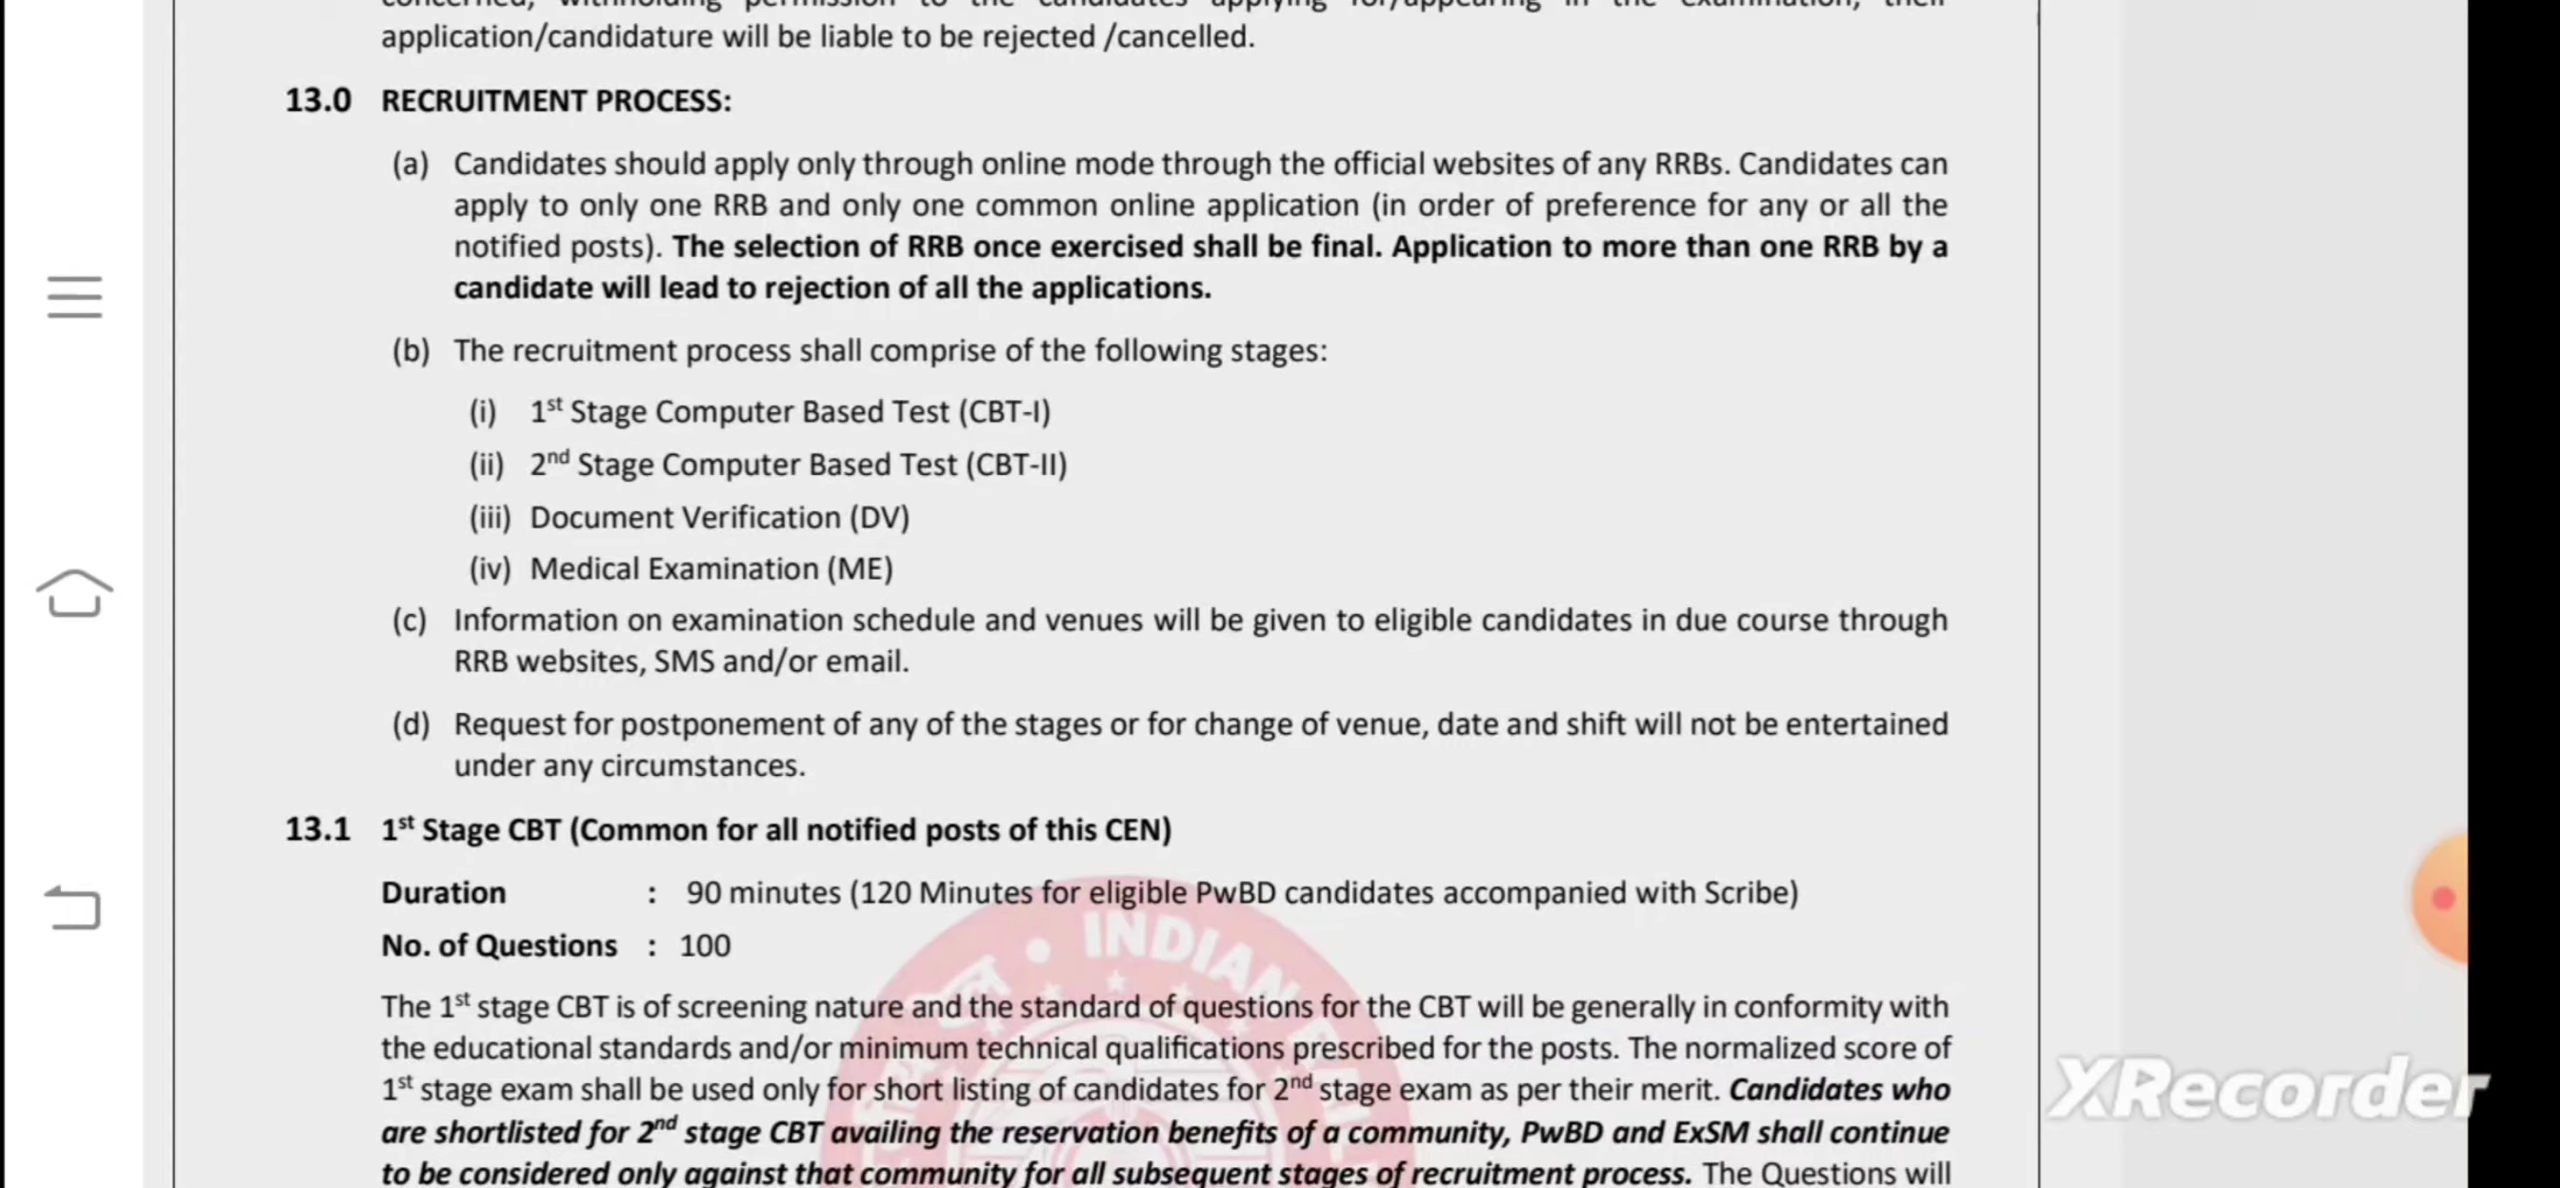 application/candidature will be liable to be rejected /cancelled.
13.0 RECRUITMENT PROCESS:
(a) Candidates should apply only through online mode through the official websites of any RRBs. Candidates can
apply to only one RRB and only one common online application (in order of preference for any or all the
notified posts). The selection of RRB once exercised shall be final. Application to more than one RRB by a
candidate will lead to rejection of all the applications.
(b) The recruitment process shall comprise of the following stages:
(i) 1st Stage Computer Based Test (CBT-I)
(ii) 2nd Stage Computer Based Test (CBT-II)
(iii) Document Verification (DV)
(iv) Medical Examination (ME)
(c) Information on examination schedule and venues will be given to eligible candidates in due course through
RRB websites, SMS and/or email.
(d) Request for postponement of any of the stages or for change of venue, date and shift will not be entertained
under any circumstances.
13.1 1st Stage CBT (Common for all notified posts of this CEN)
Duration : 90 minutes (120 Minutes for eligible PwBD candidates accompanied with Scribe)
No. of Questions : 100
INDIAN
The 1st stage CBT is of screening nature and the standard of questions for the CBT will be generally in conformity with
the educational standards and/or minimum technical qualifications prescribed for the posts. The normalized score of
1st stage exam shall be used only for short listing of candidates for 2nd stage exam as per their merit. Candidates who
are shortlisted for 2nd stage CBT availing the reservation benefits of a community, PwBD and ExSM shall continue
to be considered only against that community for all subsequent stages of recruitment process. The Questions will
XRecorder